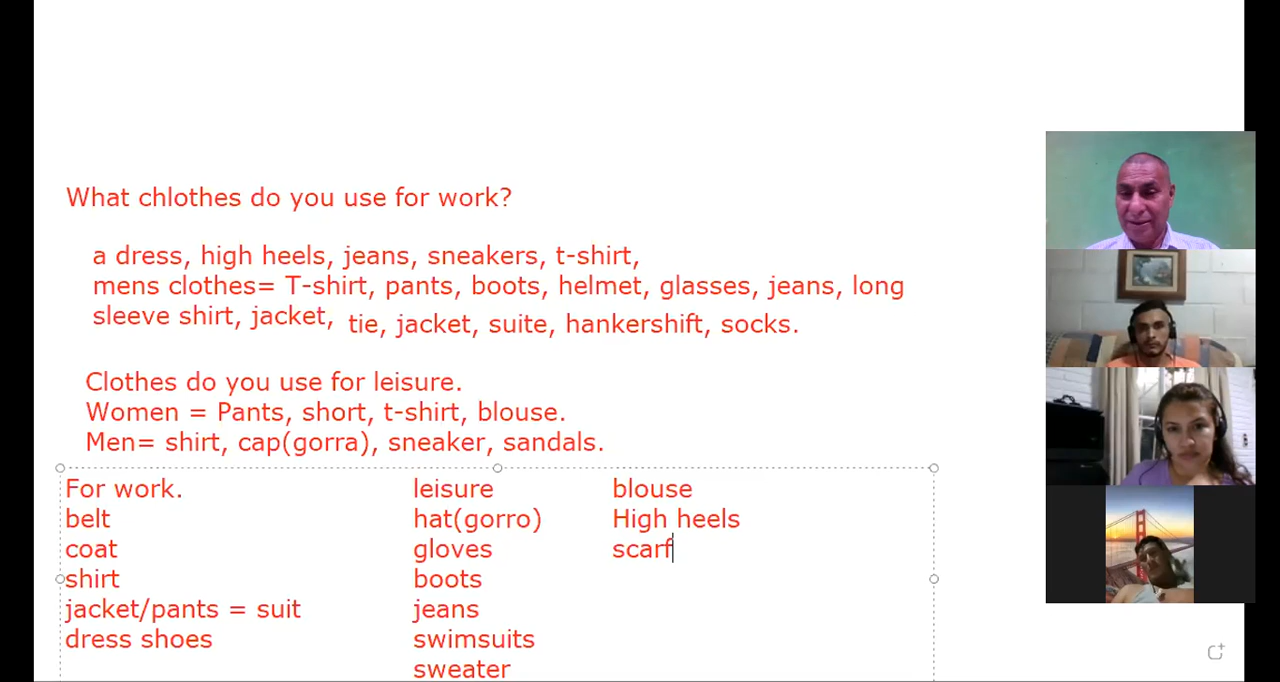 What chlothes do you use for work?
a dress, high heels, jeans, sneakers, t-shirt,
mens clothes= T-shirt, pants, boots, helmet, glasses, jeans, long
sleeve shirt, jacket, tie, jacket, suite, hankershift, socks.
Clothes do you use for leisure.
Women = Pants, short, t-shirt, blouse.
Men= shirt, cap(gorra), sneaker, sandals.
For work. leisure blouse
belt hat(gorro) High heels
coat gloves scarf
shirt boots
jacket/pants = suit jeans
dress shoes swimsuits
sweater